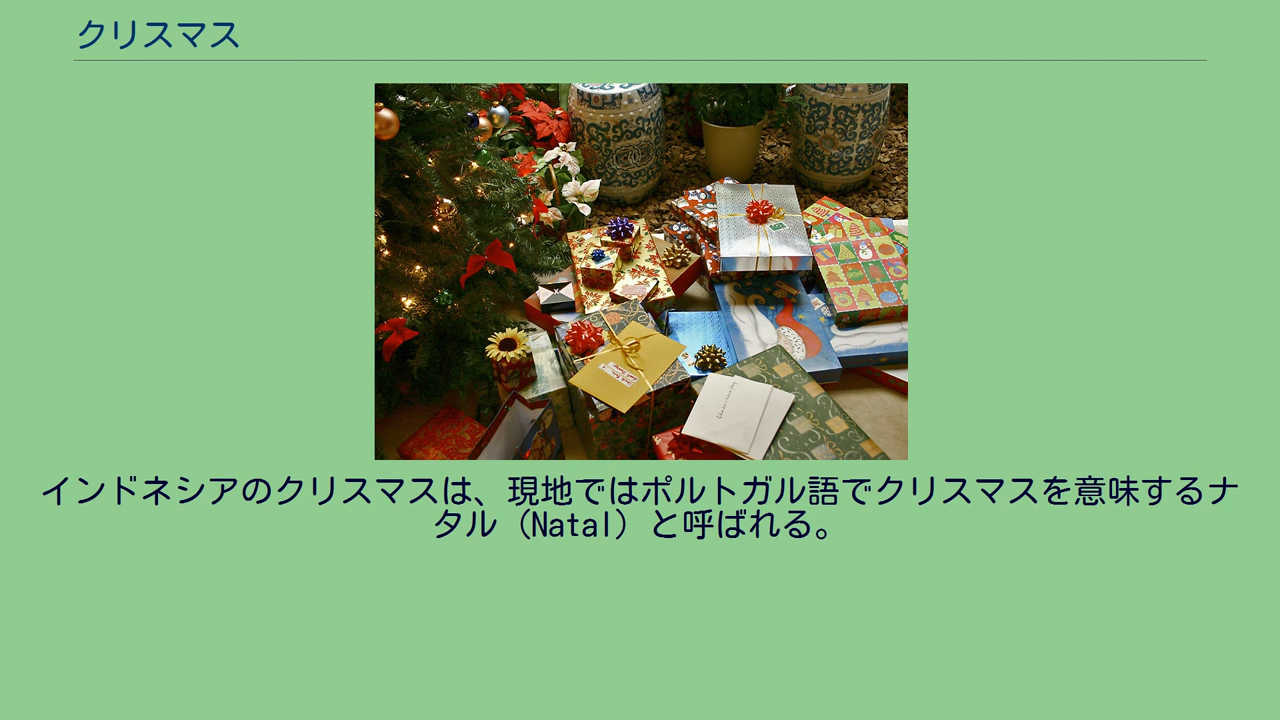 クリスマス
インドネシアのクリスマスは、現地ではポルトガル語でクリスマスを意味するナ
タル（Natal）と呼ばれる。